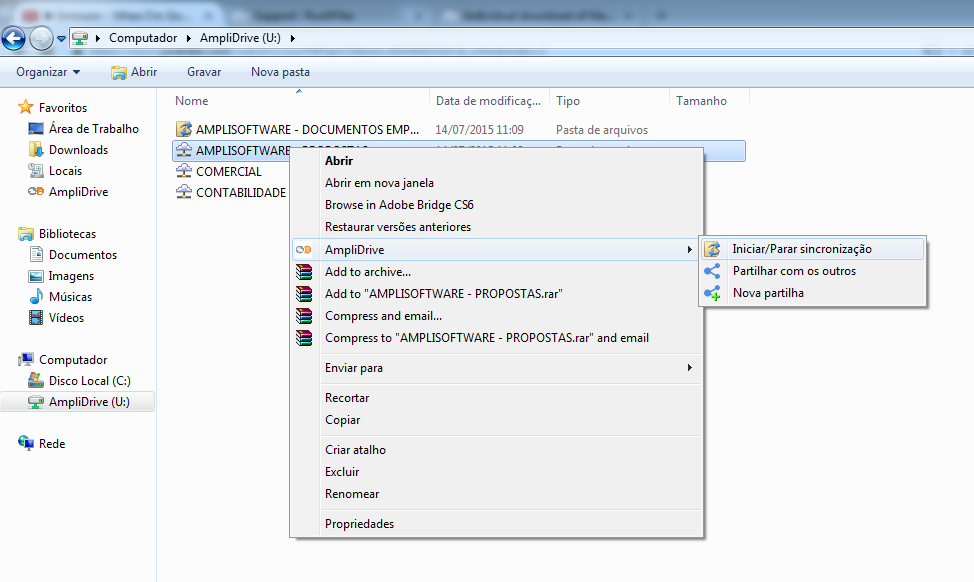 Computador AmpliDrive (U:)
Organizar Abrir Gravar Nova pasta
Nome Data de modificaç... Tipo Tamanho
Favoritos
Área de Trabalho
Downloads
Locais
AmpliDrive
Bibliotecas
Documentos
Imagens
Músicas
Vídeos
Computador
Disco Local (C:)
AmpliDrive (U:)
Rede
AMPLISOFTWARE - DOCUMENTOS EMP... 14/07/2015 11:09 Pasta de arquivos
AMPLISOFTWARE
COMERCIAL
CONTABILIDADE
Abrir
Abrir em nova janela
Browse in Adobe Bridge CS6
Restaurar versões anteriores
AmpliDrive
Add to archive...
Add to "AMPLISOFTWARE - PROPOSTAS.rar"
Compress and email...
Compress to "AMPLISOFTWARE - PROPOSTAS.rar" and email
Enviar para
Recortar
Copiar
Criar atalho
Excluir
Renomear
Propriedades
Iniciar/Parar sincronização
Partilhar com os outros
Nova partilha